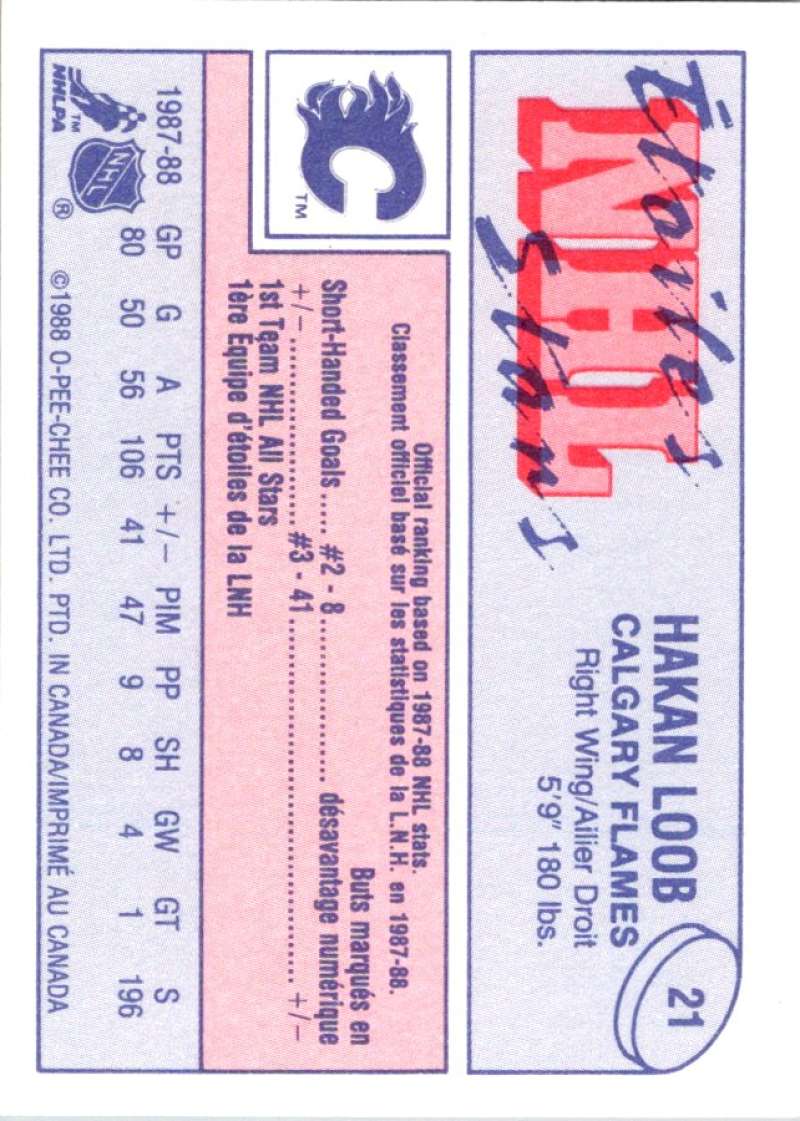 NHL
Étoiles
Stars
HAKAN LOOB
CALGARY FLAMES
Right Wing/Ailier Droit
5'9" 180 lbs.
21
C
TM
Official ranking based on 1987-88 NHL stats.
Classement officiel basé sur les statistiques de la L.N.H. en 1987-88.
Buts marqués en
Short-Handed Goals ..... #2 - 8 ..................... désavantage numérique
+/– ............................ #3 - 41 ............................................ +/–
1st Team NHL All Stars
1ère Équipe d'étoiles de la LNH
1987-88 GP G A PTS +/– PIM PP SH GW GT S
80 50 56 106 41 47 9 8 4 1 196
TM
NHLPA
NHL
® ©1988 O-PEE-CHEE CO. LTD. PTD. IN CANADA/IMPRIMÉ AU CANADA